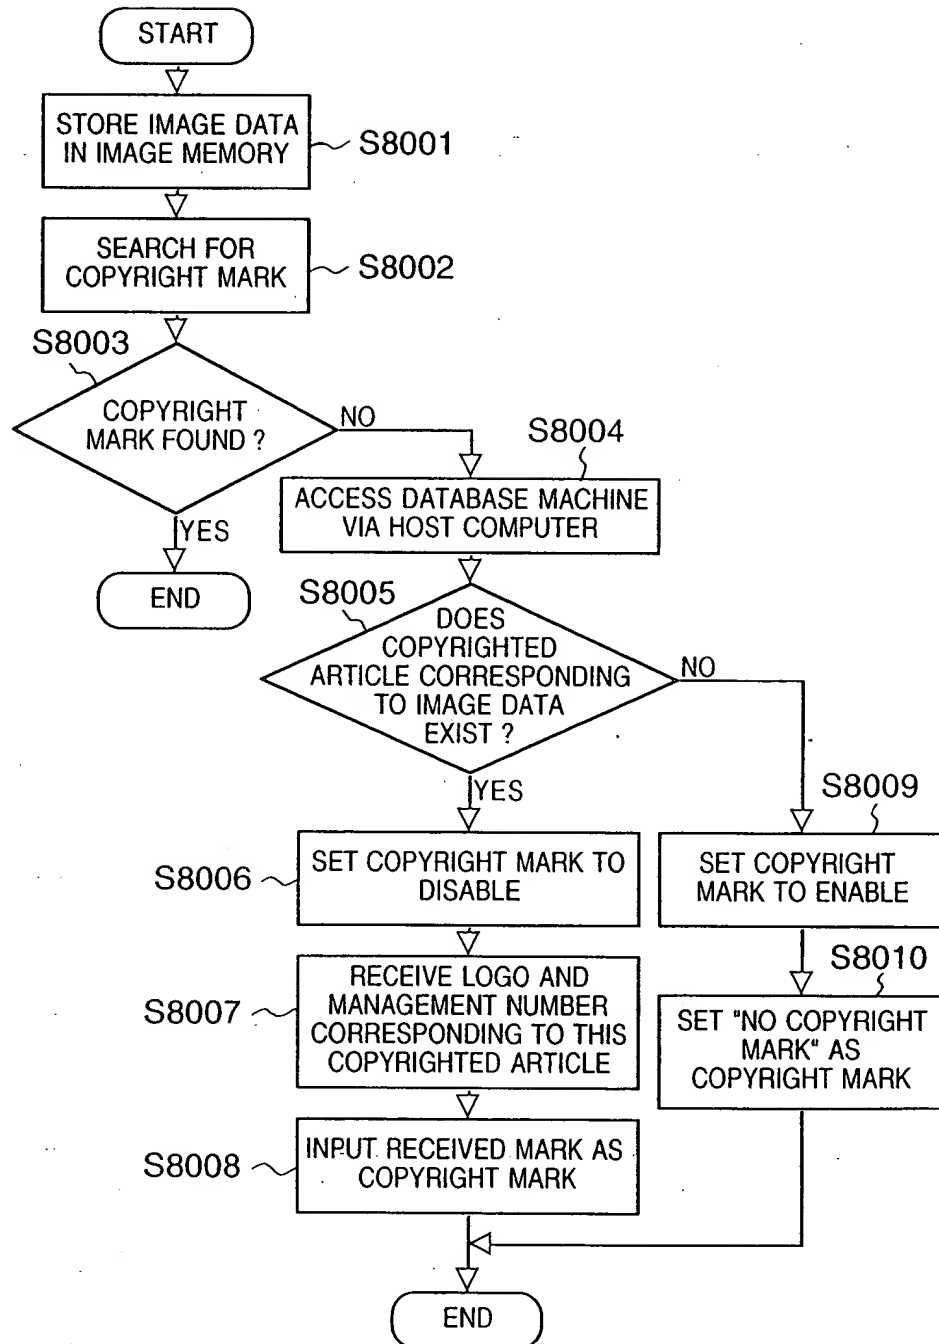 START
STORE IMAGE DATA
IN IMAGE MEMORY
S8001
SEARCH FOR
COPYRIGHT MARK
S8002
S8003
COPYRIGHT
MARK FOUND ?
NO
YES
END
S8004
ACCESS DATABASE MACHINE
VIA HOST COMPUTER
S8005
DOES
COPYRIGHTED
ARTICLE CORRESPONDING
TO IMAGE DATA
EXIST ?
NO
YES
S8006
SET COPYRIGHT MARK TO
DISABLE
S8007
RECEIVE LOGO AND
MANAGEMENT NUMBER
CORRESPONDING TO THIS
COPYRIGHTED ARTICLE
S8008
INPUT RECEIVED MARK AS
COPYRIGHT MARK
S8009
SET COPYRIGHT
MARK TO ENABLE
S8010
SET "NO COPYRIGHT
MARK" AS
COPYRIGHT MARK
END